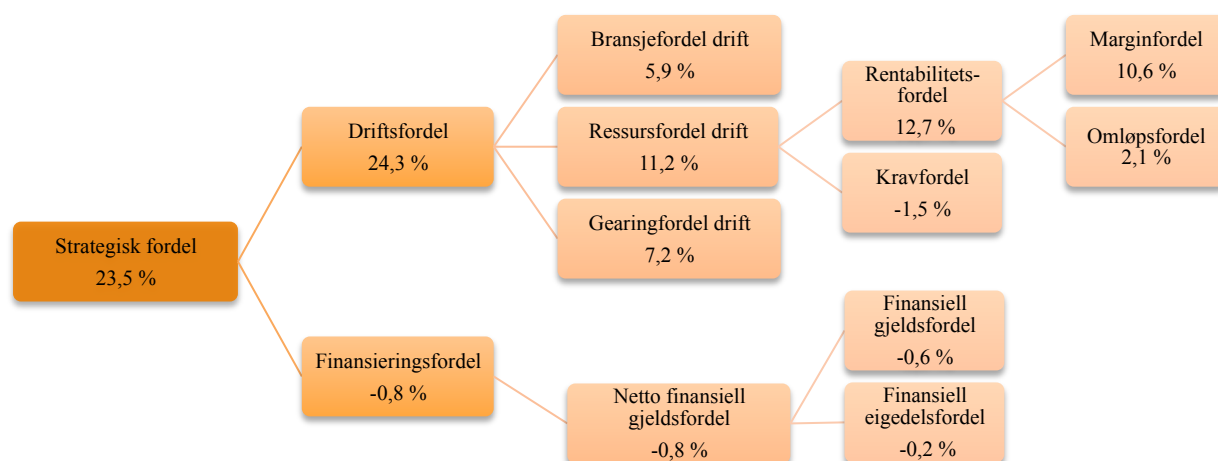 Strategisk fordel
23,5 %
Driftsfordel
24,3 %
Finansieringsfordel
-0,8 %
Bransjefordel drift
5,9 %
Ressursfordel drift
11,2 %
Gearingfordel drift
7,2 %
Netto finansiell
gjeldsfordel
-0,8 %
Rentabilitets-
fordel
12,7 %
Kravfordel
-1,5 %
Finansiell
gjeldsfordel
-0,6 %
Finansiell
eigedelsfordel
-0,2 %
Marginfordel
10,6 %
Omløpsfordel
2,1 %